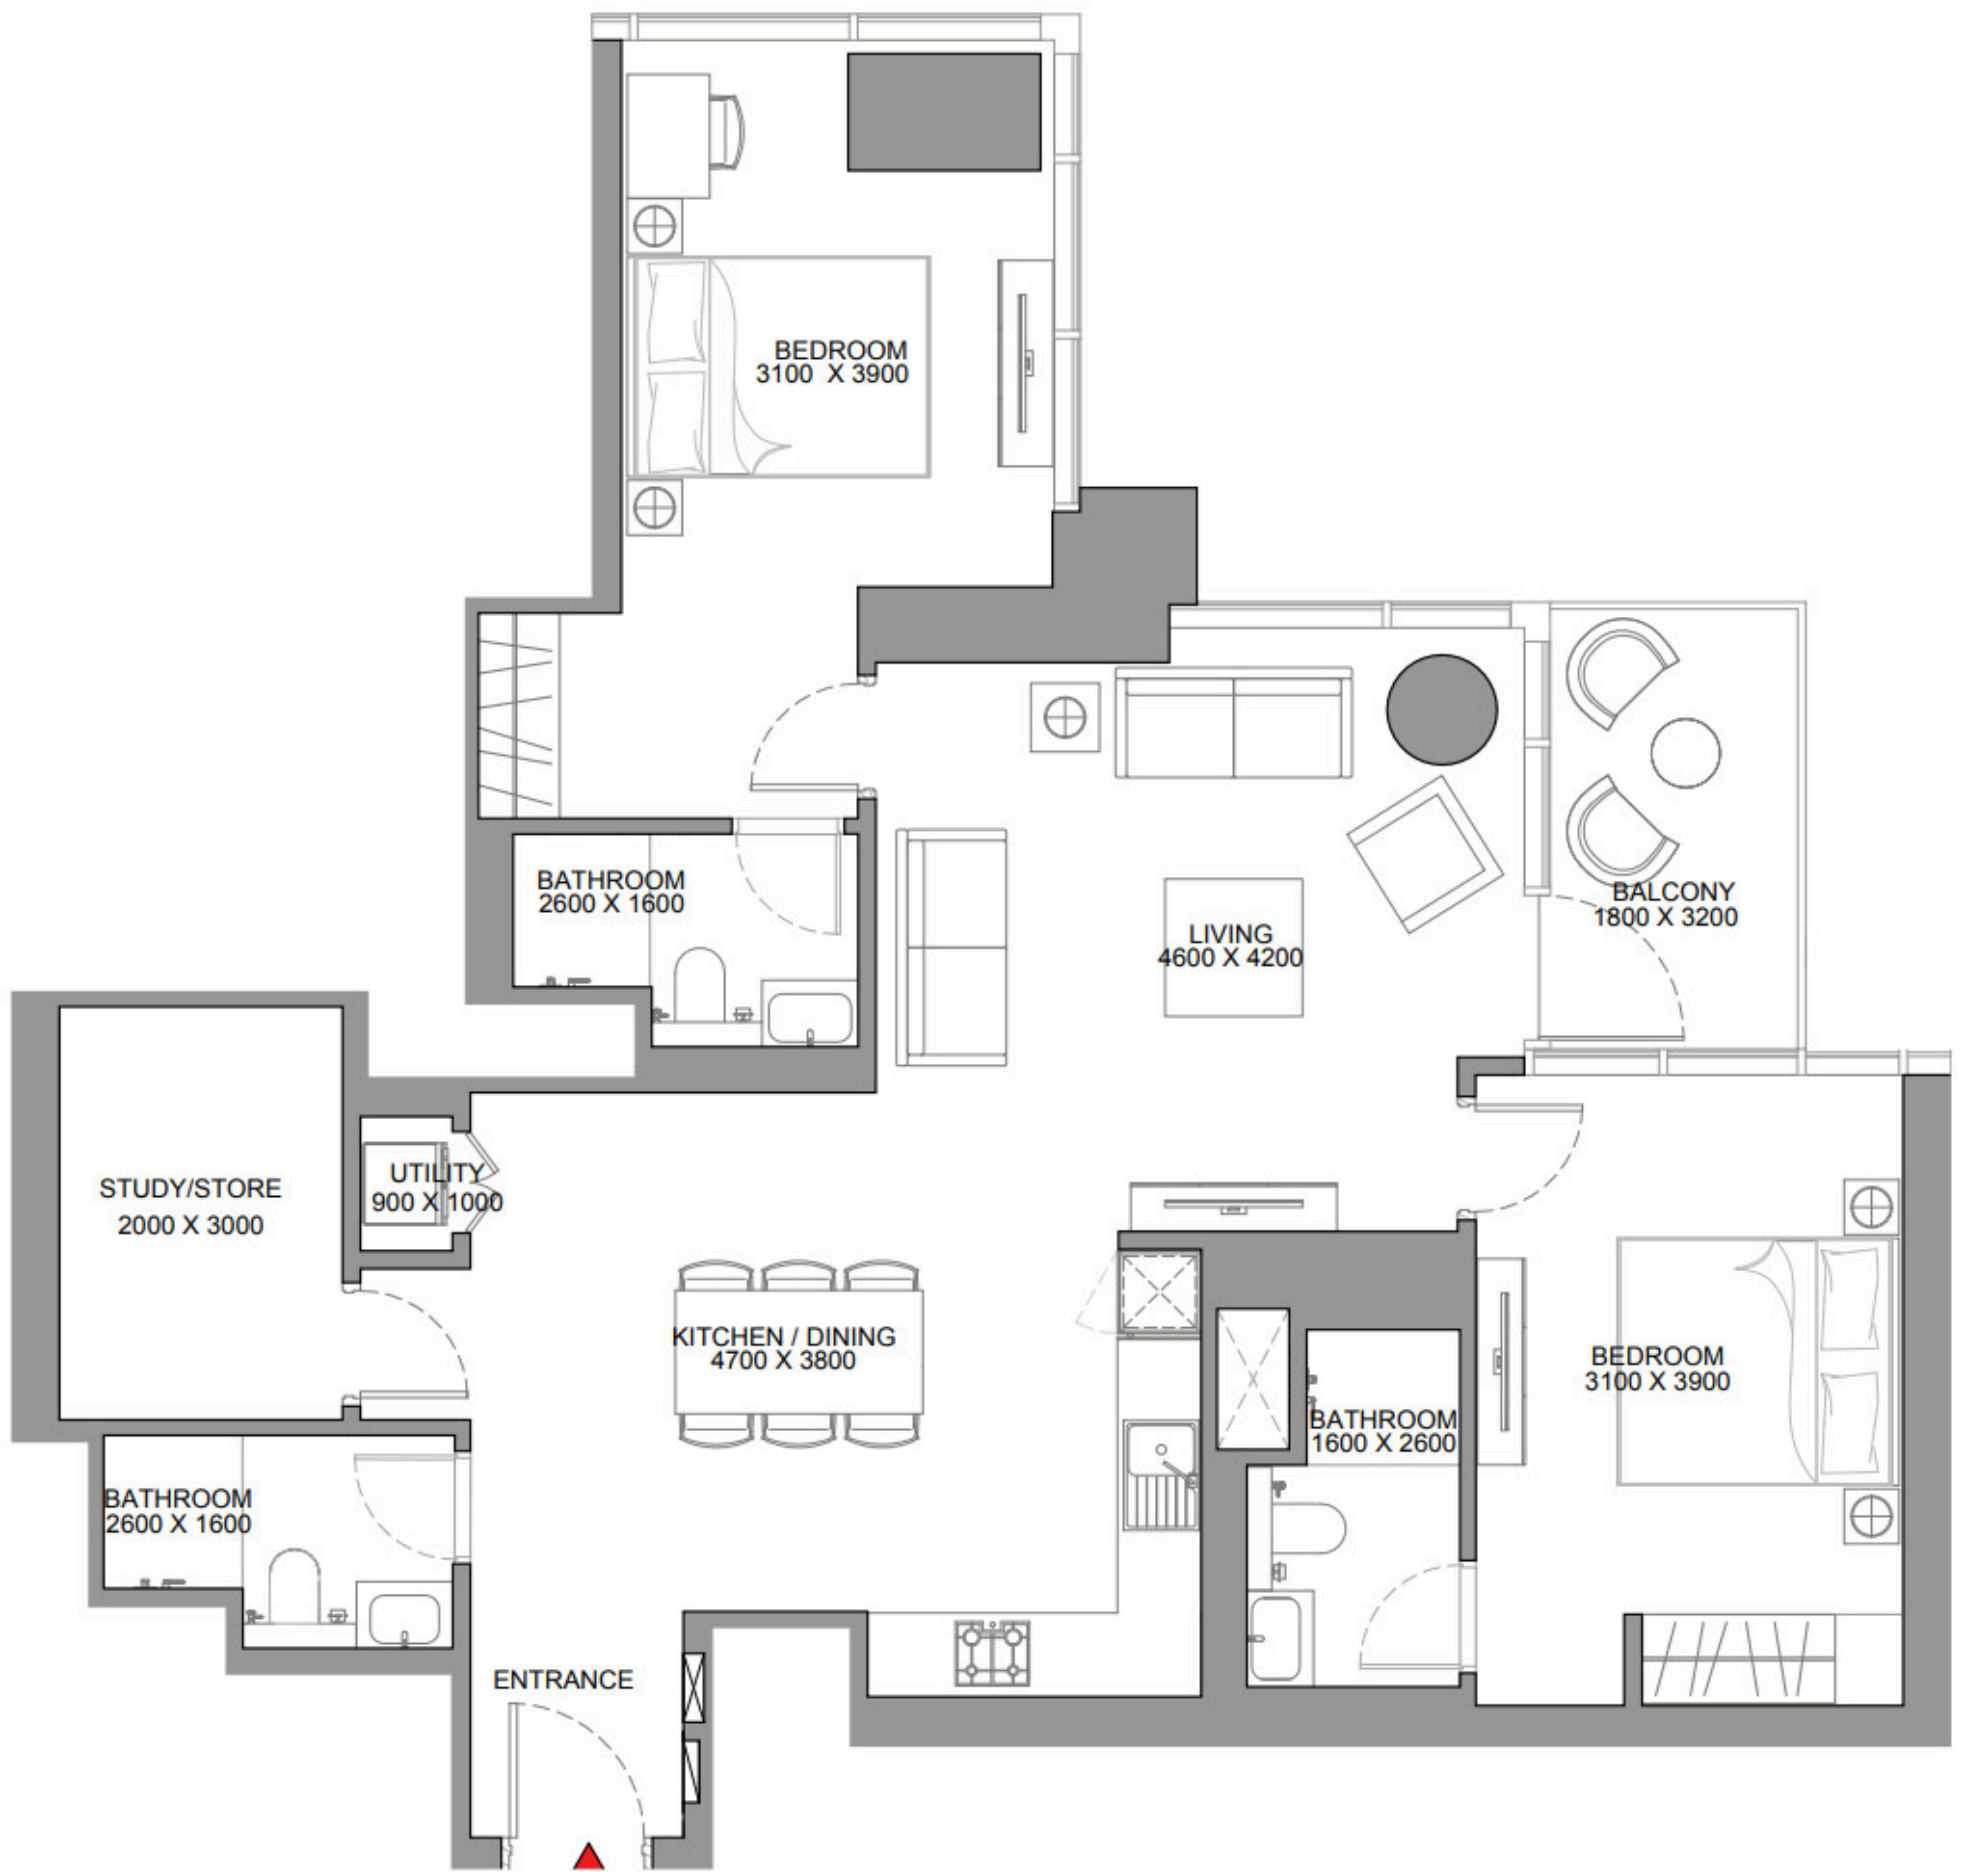 BEDROOM
3100 X 3900
BATHROOM
2600 X 1600
BALCONY
1800 X 3200
LIVING
4600 X 4200
STUDY/STORE
2000 X 3000
UTILITY
900 X 1000
KITCHEN / DINING
4700 X 3800
BEDROOM
3100 X 3900
BATHROOM
1600 X 2600
BATHROOM
2600 X 1600
ENTRANCE